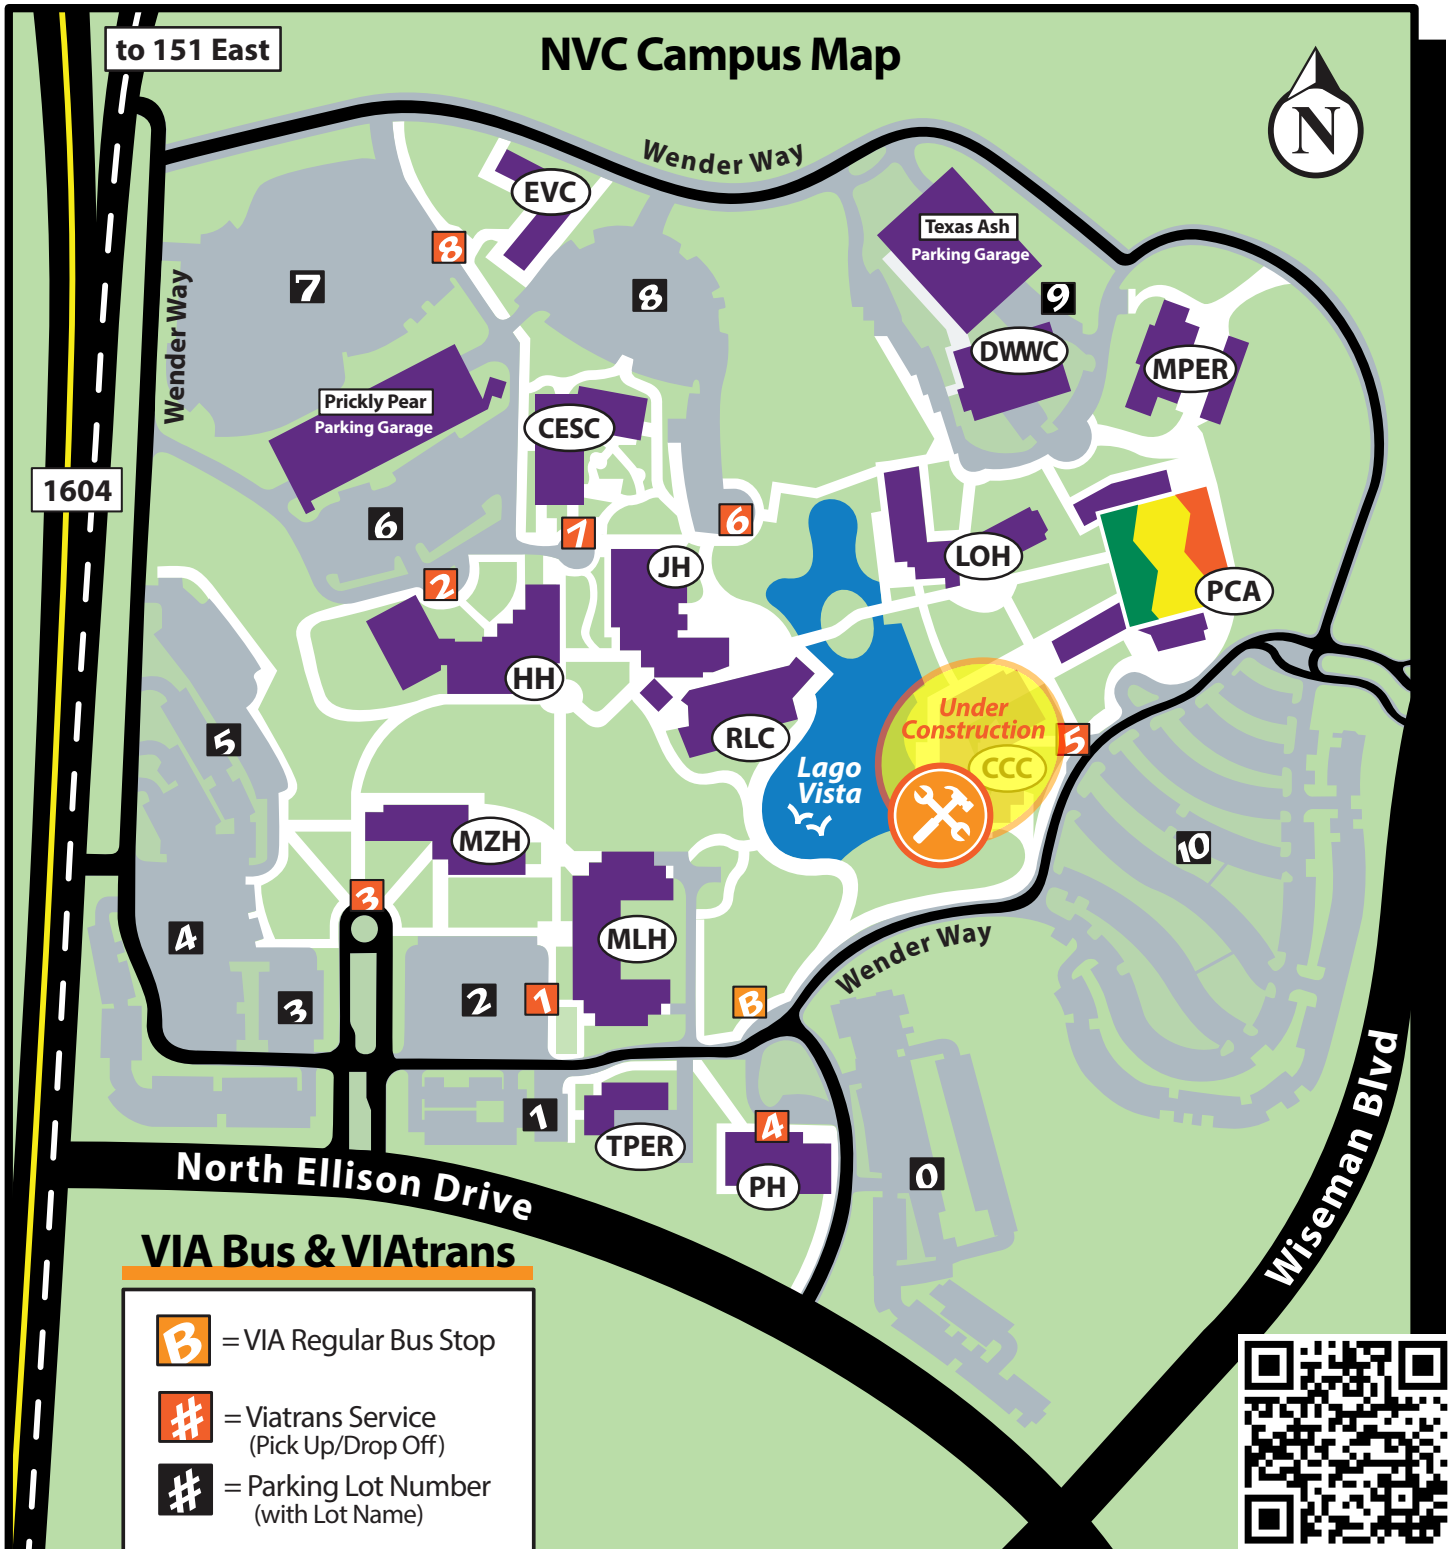 to 151 East
NVC Campus Map
N
Wender Way
EVC
8
7
8
Texas Ash
Parking Garage
9
DWWC
MPER
Wender Way
Prickly Pear
Parking Garage
CESC
1604
6
7
6
2
JH
LOH
PCA
HH
RLC
5
Under
Construction
5
CCC
Lago
Vista
MZH
10
3
4
MLH
Wender Way
3
2
1
B
1
TPER
4
PH
0
North Ellison Drive
Wiseman Blvd
VIA Bus & VIAtrans
B = VIA Regular Bus Stop
# = Viatrans Service
(Pick Up/Drop Off)
# = Parking Lot Number
(with Lot Name)